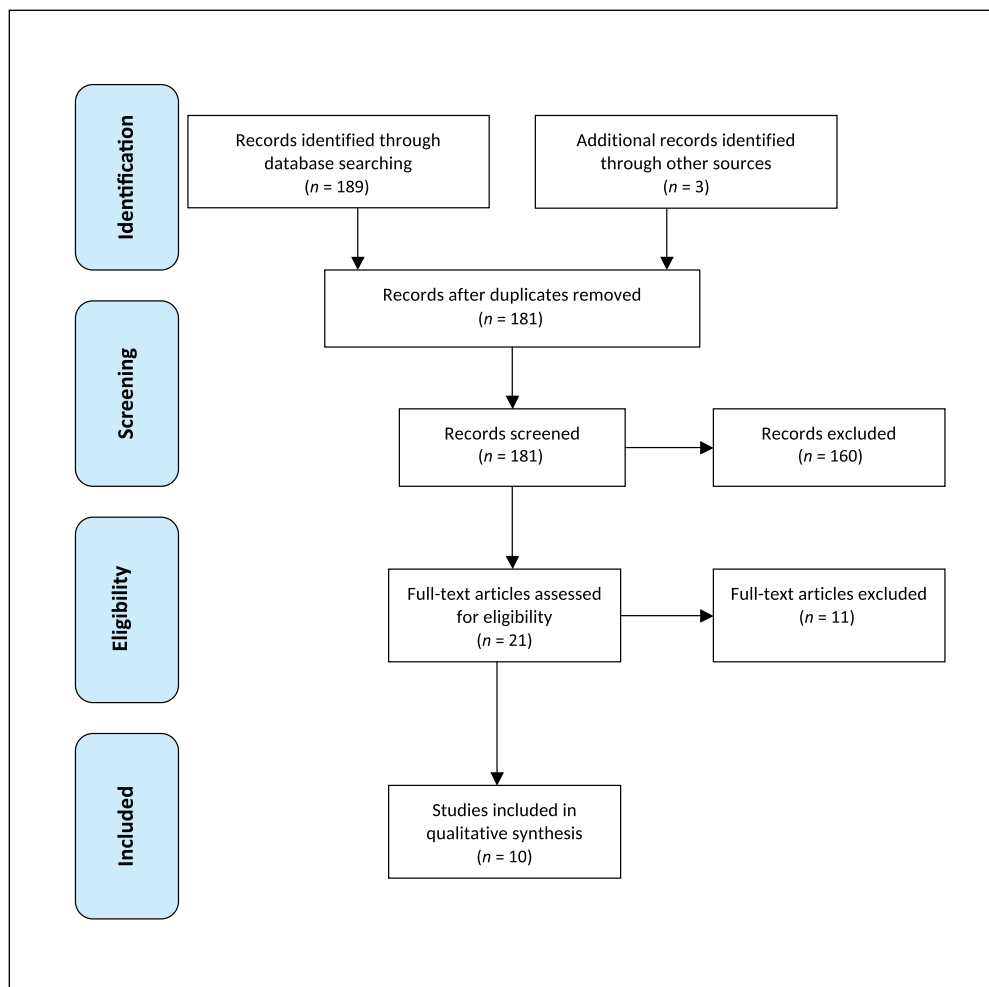 Identification
Records identified through
database searching
(n = 189)
Additional records identified
through other sources
(n = 3)
Records after duplicates removed
(n = 181)
Screening
Records screened
(n = 181)
Records excluded
(n = 160)
Eligibility
Full-text articles assessed
for eligibility
(n = 21)
Full-text articles excluded
(n = 11)
Included
Studies included in
qualitative synthesis
(n = 10)